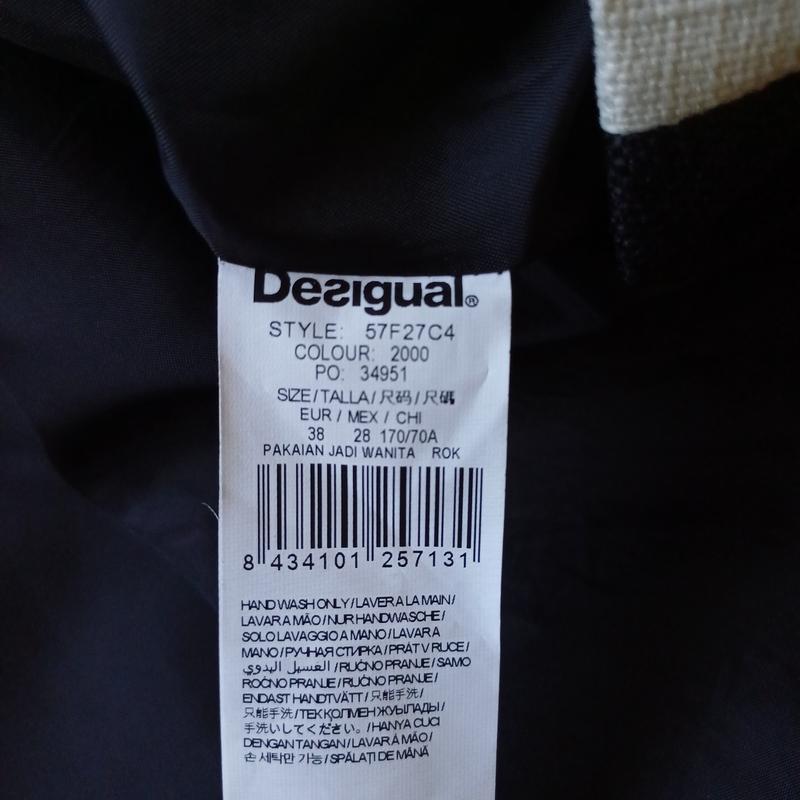 Desigual®
STYLE: 57F27C4
COLOUR: 2000
PO: 34951
SIZE/TALLA/尺码/尺碼
EUR / MEX / CHI
38 28 170/70A
PAKAIAN JADI WANITA ROK
8 434101 257131
HAND WASH ONLY/LAVER A LA MAIN/
LAVAR A MÃO/NUR HANDWASCHE/
SOLO LAVAGGIO A MANO/LAVAR A
MANO/РУЧНАЯ СТИРКА/PRÁT V RUCE/
الغسيل اليدوي/RUČNO PRANJE/SAMO
ROČNO PRANJE/RUČNO PRANJE/
ENDAST HANDTVÄTT/只能手洗/
只能手洗/ТЕК ҚОЛМЕН ЖУЫЛАДЫ/
手洗いしてください。/HANYA CUCI
DENGAN TANGAN/LAVAR Á MÃO/
손 세탁만 가능/SPĂLAȚI DE MÂNĂ